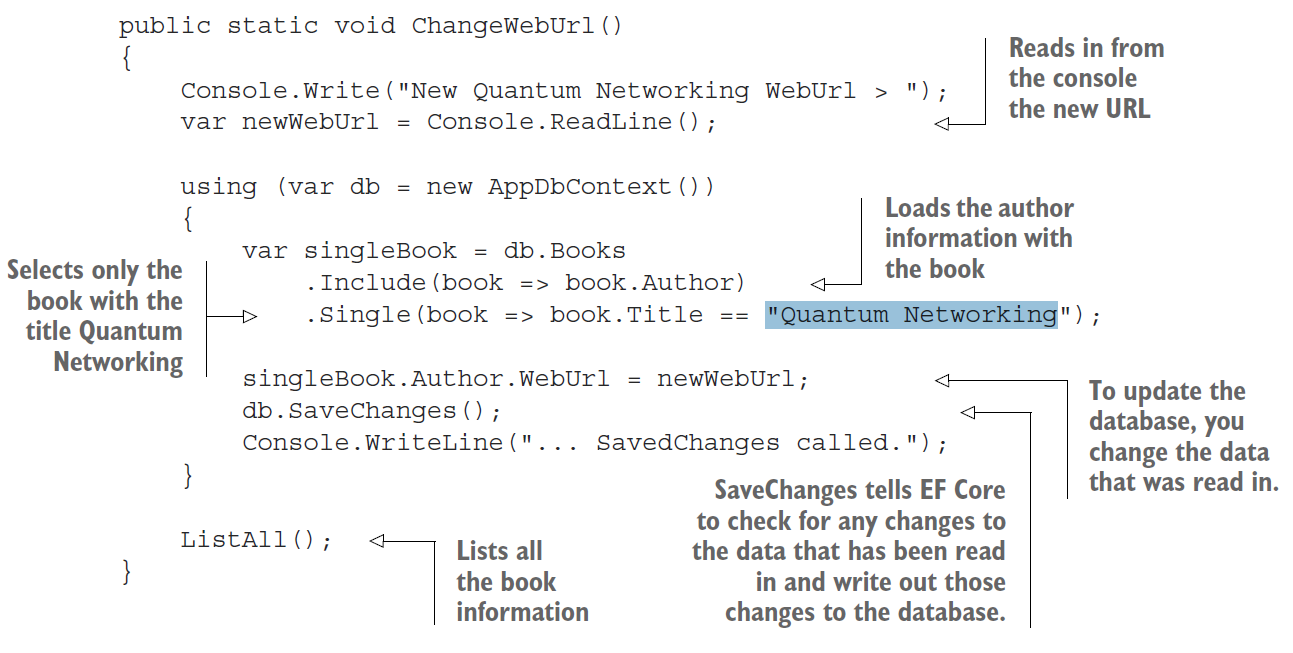 public static void ChangeWebUrl()
{
Console.Write("New Quantum Networking WebUrl > ");
var newWebUrl = Console.ReadLine();
Reads in from
the console
the new URL
using (var db = new AppDbContext())
{
var singleBook = db.Books
.Include(book => book.Author)
.Single(book => book.Title == "Quantum Networking");
Loads the author
information with
the book
Selects only the
book with the
title Quantum
Networking
singleBook.Author.WebUrl = newWebUrl;
db.SaveChanges();
Console.WriteLine("... SavedChanges called.");
}
To update the
database, you
change the data
that was read in.
SaveChanges tells EF Core
to check for any changes to
the data that has been read
in and write out those
changes to the database.
ListAll();
}
Lists all
the book
information